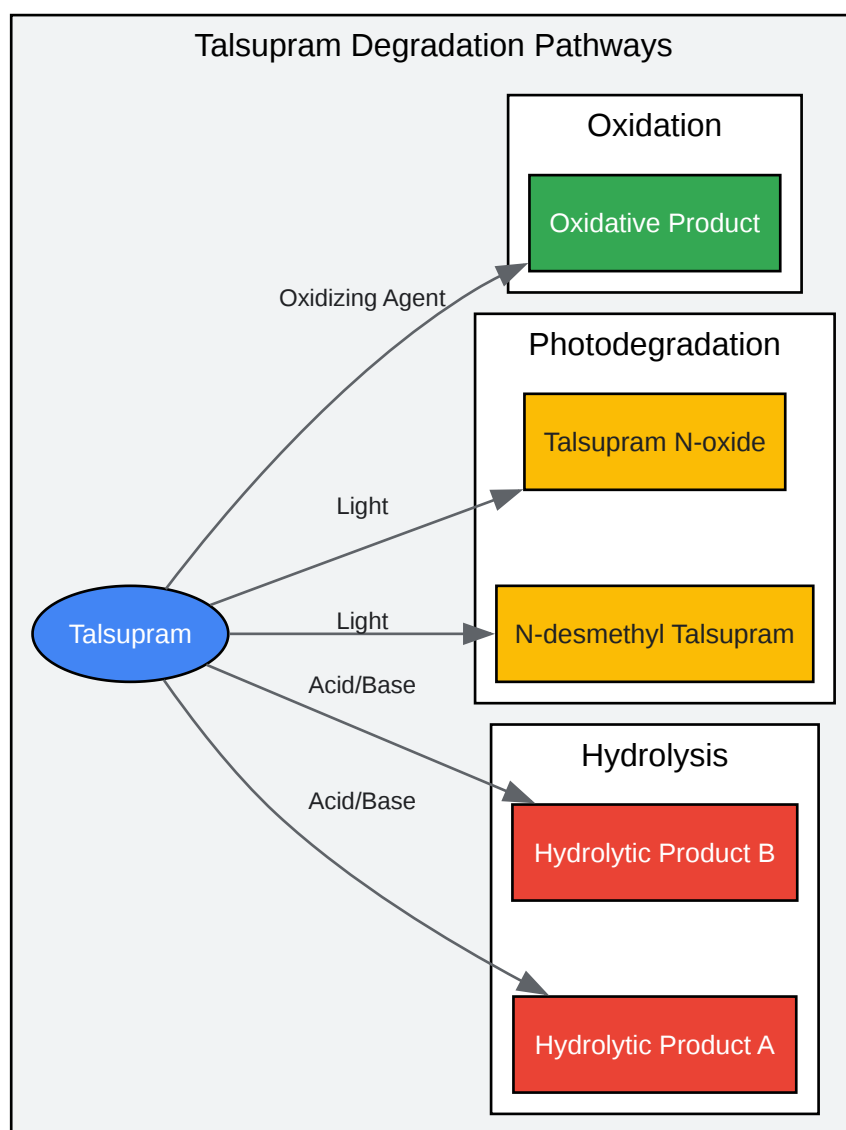 Talsupram Degradation Pathways
Oxidation
Oxidative Product
Oxidizing Agent
Photodegradation
Talsupram N-oxide
Light
Talsupram
Light
N-desmethyl Talsupram
Acid/Base
Hydrolysis
Acid/Base
Hydrolytic Product B
Hydrolytic Product A